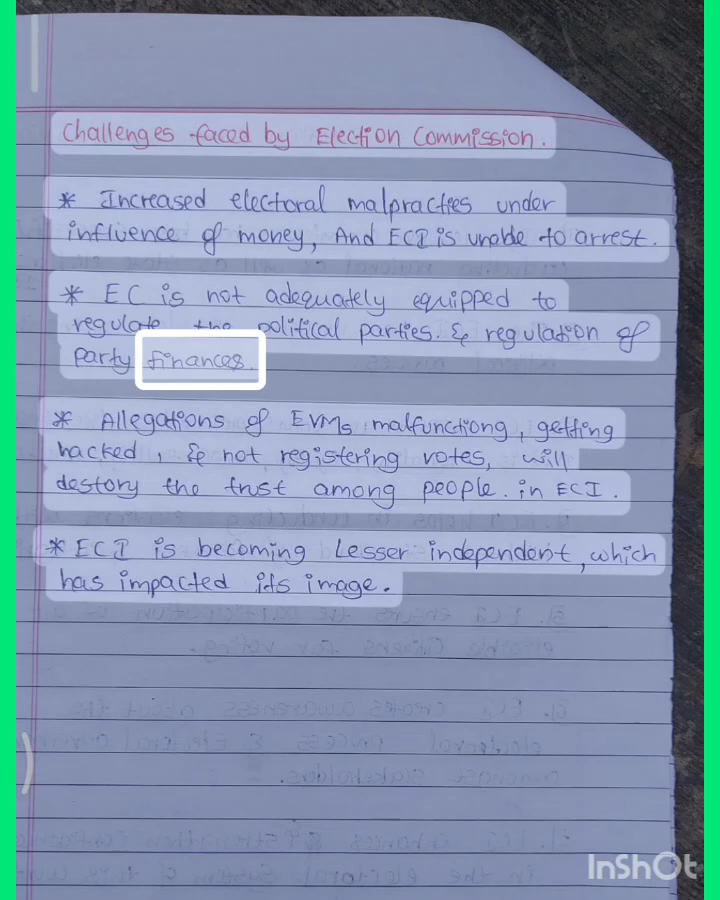 Challenges faced by Election Commission.
* Increased electoral malpracties under
influence of money, And ECI is unable to arrest.
* EC is not adequately equipped to
regulate the political parties. & regulation of
party finances.
* Allegations of EVMs malfunctiong, getting
hacked, & not registering votes, will
destory the trust among people. in ECI.
* ECI is becoming Lesser independent, which
has impacted its image.
InShOt